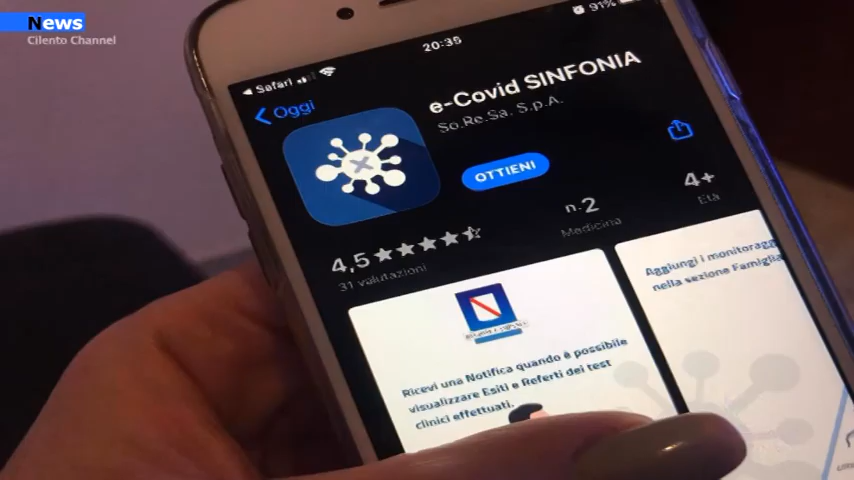 News
Cilento Channel
20:35
91%
Safari
Oggi
e-Covid SINFONIA
So.Re.Sa. S.p.A.
OTTIENI
4,5
31 valutazioni
n.2
Medicina
4+
Età
Ricevi una Notifica quando è possibile
visualizzare Esiti e Referti dei test
clinici effettuati.
Aggiungi i monitoragg
nella sezione Famiglia